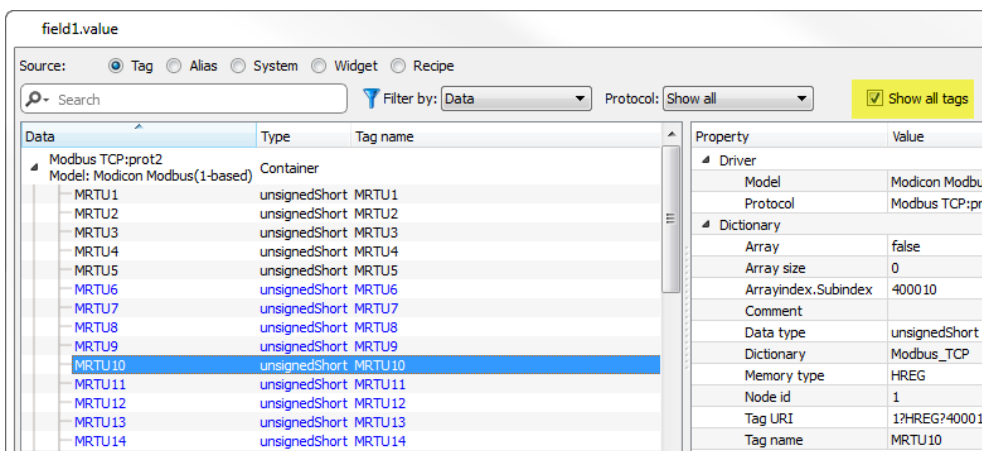 field1.value
Source: Tag Alias System Widget Recipe
Search Filter by: Data Protocol: Show all Show all tags
Data Type Tag name Property Value
Modbus TCP:prot2
Model: Modicon Modbus(1-based) Container
MRTU1 unsignedShort MRTU1
MRTU2 unsignedShort MRTU2
MRTU3 unsignedShort MRTU3
MRTU4 unsignedShort MRTU4
MRTU5 unsignedShort MRTU5
MRTU6 unsignedShort MRTU6
MRTU7 unsignedShort MRTU7
MRTU8 unsignedShort MRTU8
MRTU9 unsignedShort MRTU9
MRTU10 unsignedShort MRTU10
MRTU11 unsignedShort MRTU11
MRTU12 unsignedShort MRTU12
MRTU13 unsignedShort MRTU13
MRTU14 unsignedShort MRTU14
Driver
Model Modicon Modbu
Protocol Modbus TCP:pr
Dictionary
Array false
Array size 0
Arrayindex.Subindex 400010
Comment
Data type unsignedShort
Dictionary Modbus_TCP
Memory type HREG
Node id 1
Tag URI 1?HREG?40001
Tag name MRTU10